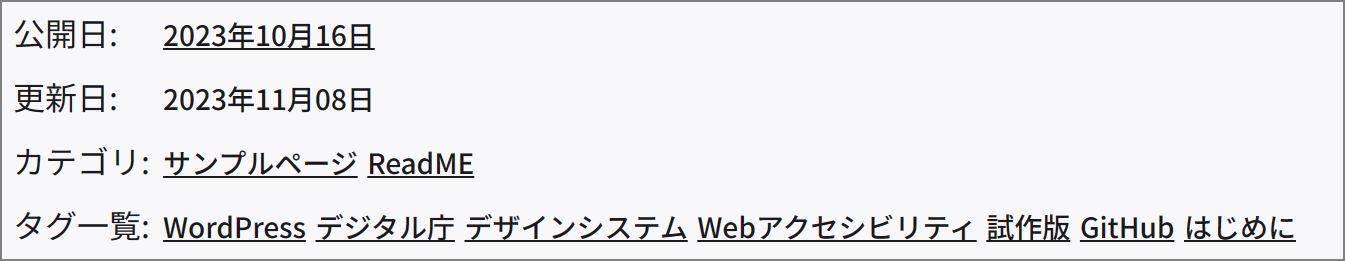 公開日: 2023年10月16日
更新日: 2023年11月08日
カテゴリ: サンプルページ ReadME
タグ一覧: WordPress デジタル庁 デザインシステム Webアクセシビリティ 試作版 GitHub はじめに